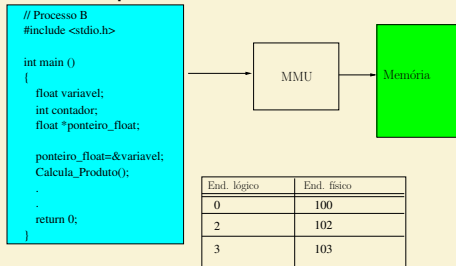 // Processo B
#include <stdio.h>
int main ()
{
float variavel;
int contador;
float *ponteiro_float;
ponteiro_float=&variavel;
Calcula_Produto();
.
.
return 0;
}
MMU
Memória
End. lógico End. físico
0 100
2 102
3 103